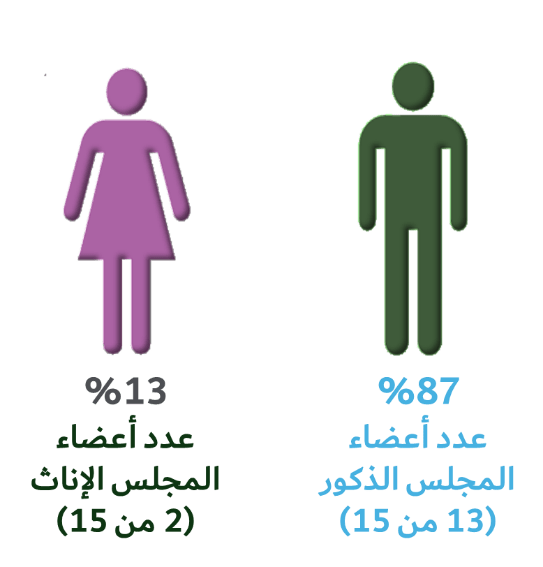 %87
عدد أعضاء
المجلس الذكور
(13 من 15)
%13
عدد أعضاء
المجلس الإناث
(2 من 15)